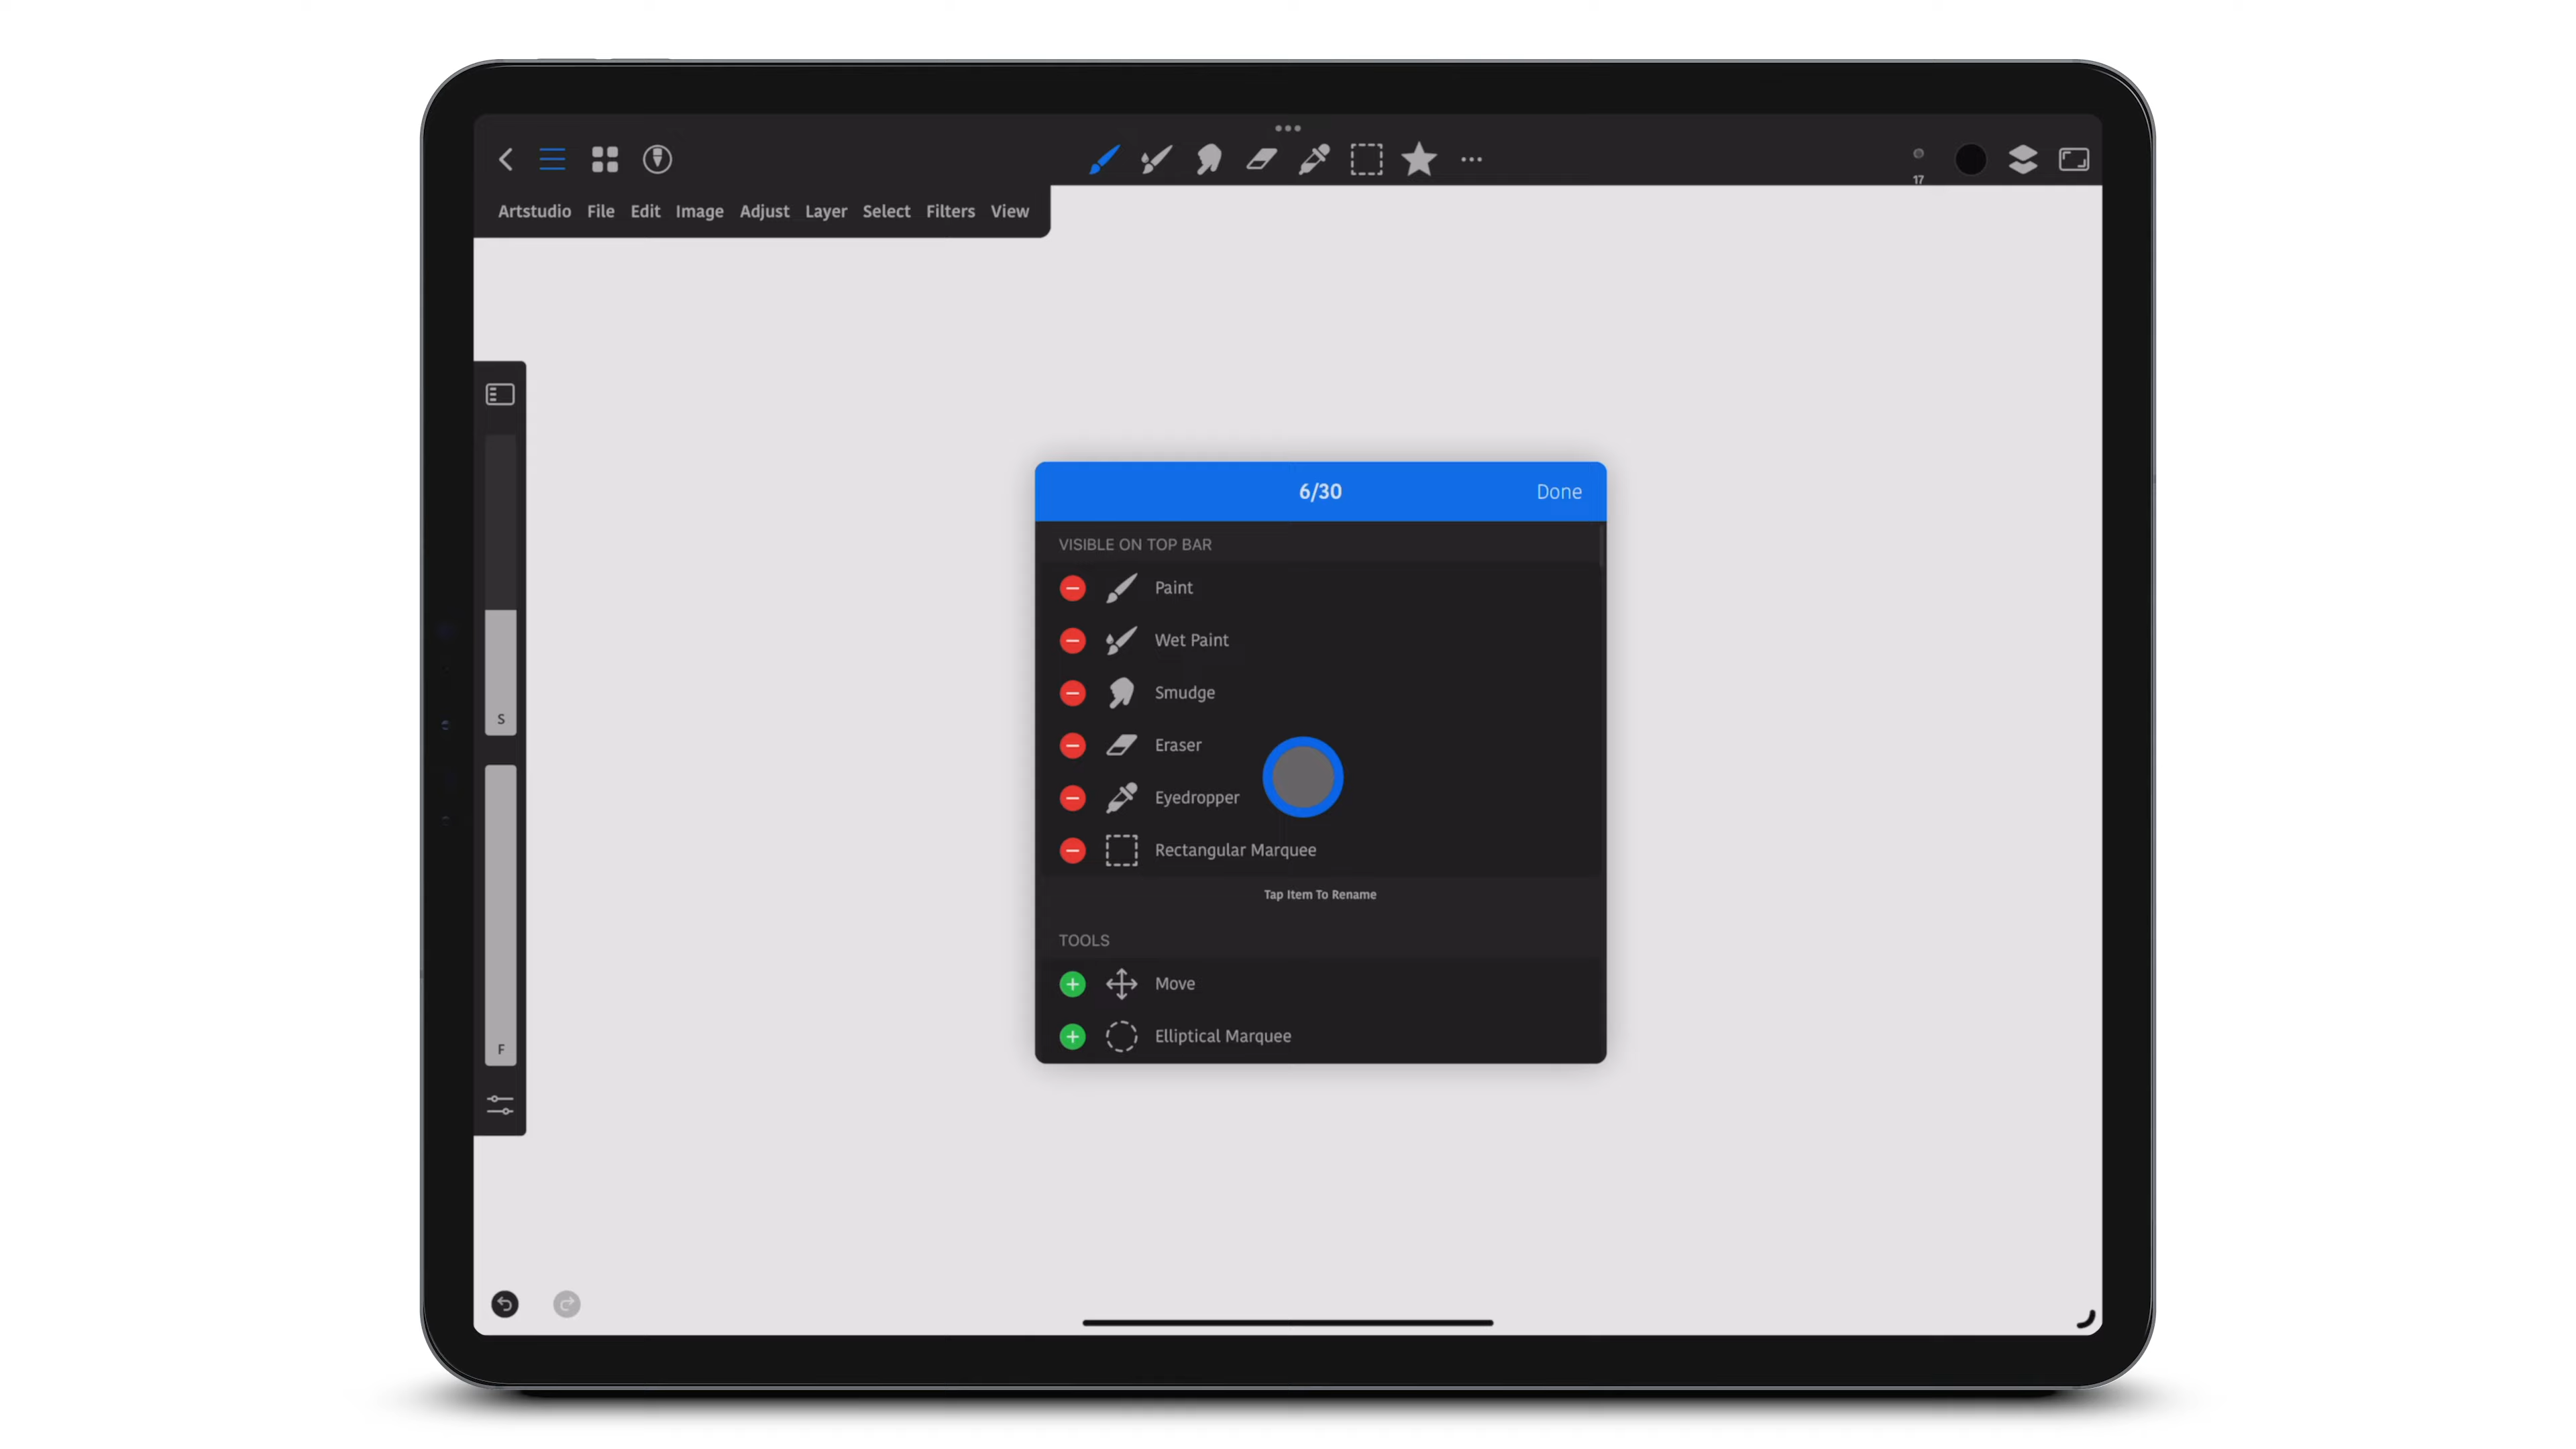 17
Artstudio File Edit Image Adjust Layer Select Filters View
6/30 Done
VISIBLE ON TOP BAR
Paint
Wet Paint
Smudge
S
Eraser
Eyedropper
Rectangular Marquee
Tap Item To Rename
TOOLS
Move
Elliptical Marquee
F